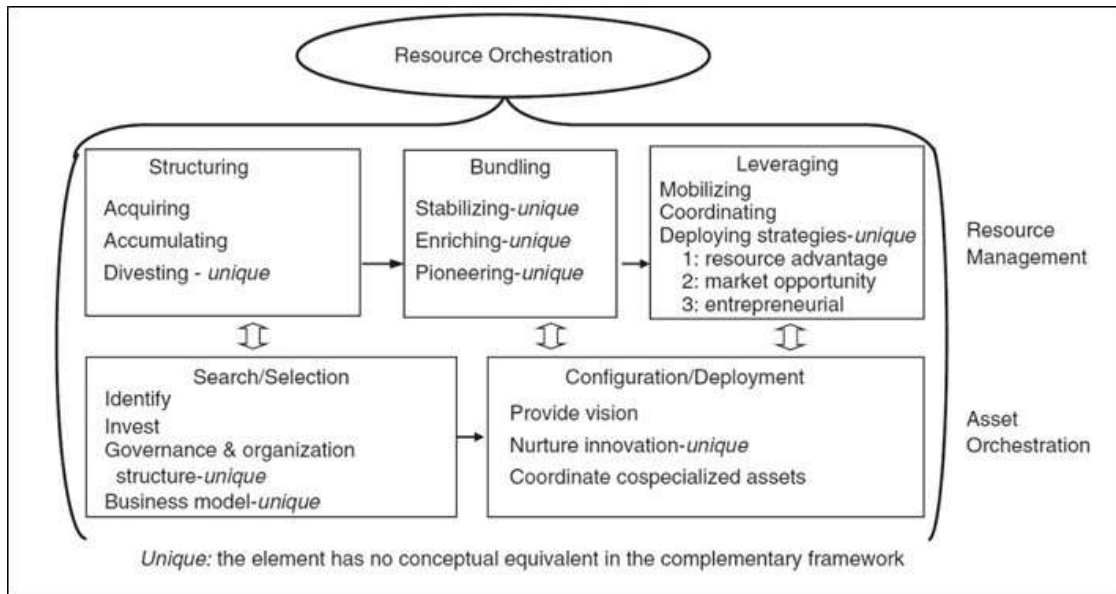 Resource Orchestration
Structuring
Acquiring
Accumulating
Divesting - unique
Bundling
Stabilizing-unique
Enriching-unique
Pioneering-unique
Leveraging
Mobilizing
Coordinating
Deploying strategies-unique
1: resource advantage
2: market opportunity
3: entrepreneurial
Resource
Management
Search/Selection
Identify
Invest
Governance & organization
structure-unique
Business model-unique
Configuration/Deployment
Provide vision
Nurture innovation-unique
Coordinate cospecialized assets
Asset
Orchestration
Unique: the element has no conceptual equivalent in the complementary framework